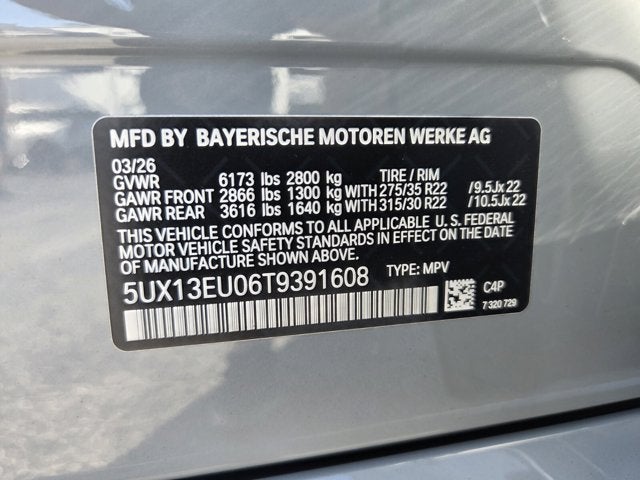 MFD BY BAYERISCHE MOTOREN WERKE AG
03/26
GVWR 6173 lbs 2800 kg TIRE / RIM
GAWR FRONT 2866 lbs 1300 kg WITH 275/35 R22 /9.5Jx22
GAWR REAR 3616 lbs 1640 kg WITH 315/30 R22 /10.5Jx22
THIS VEHICLE CONFORMS TO ALL APPLICABLE U.S. FEDERAL
MOTOR VEHICLE SAFETY STANDARDS IN EFFECT ON THE DATE
OF MANUFACTURE SHOWN ABOVE.
5UX13EU06T9391608 TYPE: MPV
C4P
7 320 729